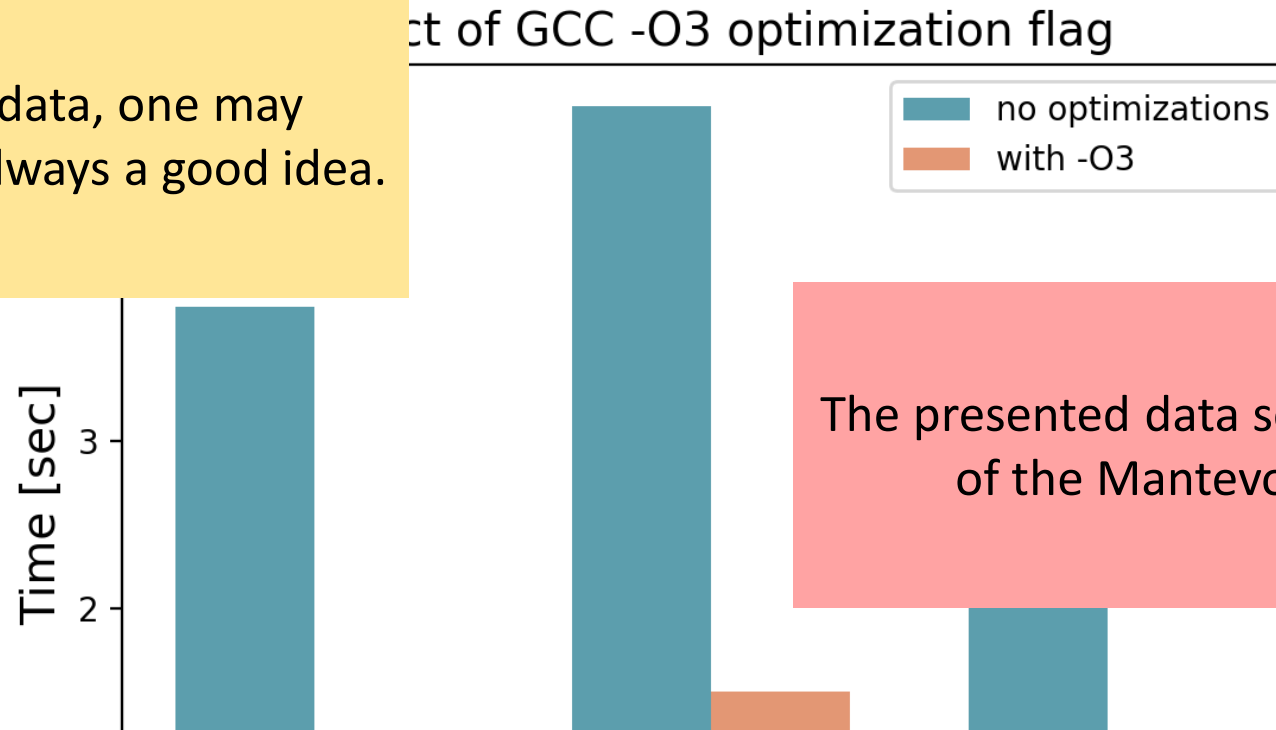 ct of GCC -O3 optimization flag
data, one may
lways a good idea.
no optimizations
with -O3
The presented data s
of the Mantevo
Time [sec]
3
2